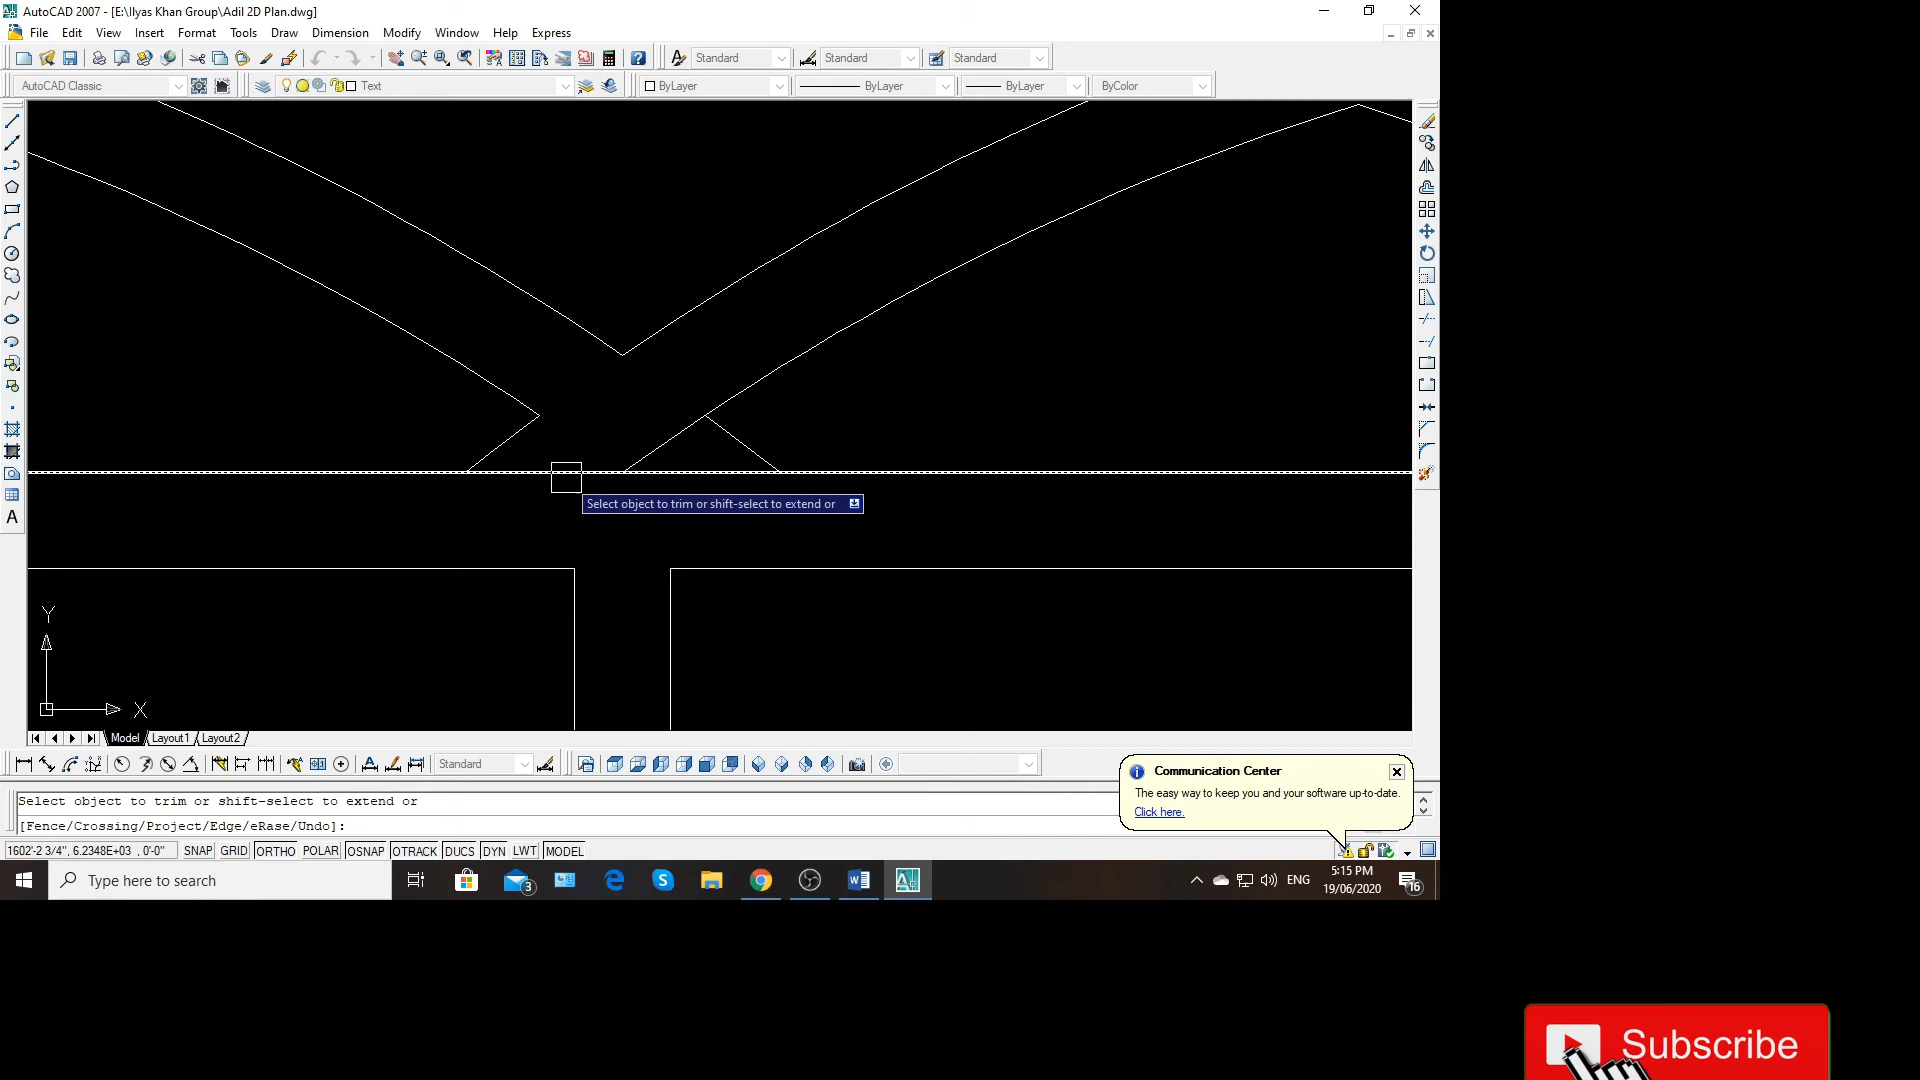 AutoCAD 2007 - [E:\Ilyas Khan Group\Adil 2D Plan.dwg]
File Edit View Insert Format Tools Draw Dimension Modify Window Help Express
Standard Standard Standard
AutoCAD Classic Text ByLayer ByLayer ByLayer ByColor
A
Select object to trim or shift-select to extend or
Y
X
Model Layout1 Layout2
Standard
Communication Center
The easy way to keep you and your software up-to-date.
Click here.
Select object to trim or shift-select to extend or
[Fence/Crossing/Project/Edge/eRase/Undo]:
1602'-2 3/4", 6.2348E+03 , 0'-0" SNAP GRID ORTHO POLAR OSNAP OTRACK DUCS DYN LWT MODEL
Type here to search 3 ENG 5:15 PM
19/06/2020 16
Subscribe